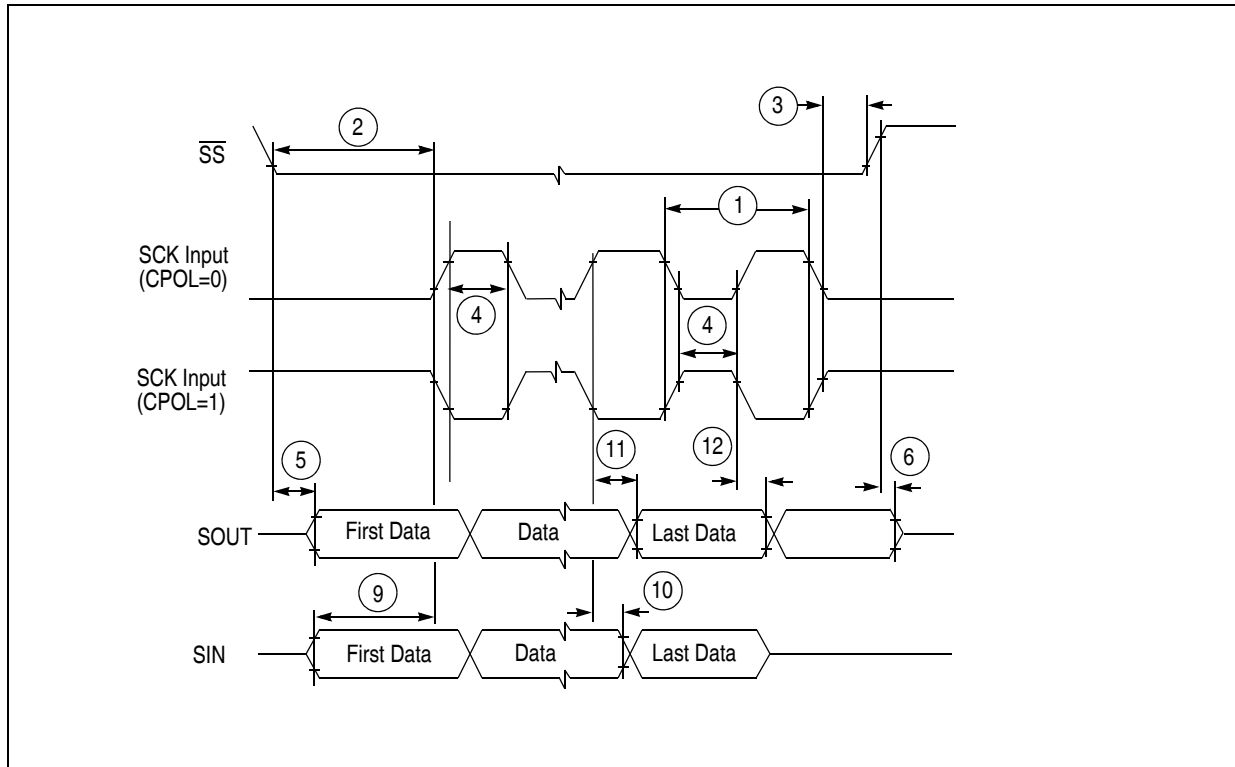 3
2
SS
1
SCK Input
(CPOL=0)
4
4
SCK Input
(CPOL=1)
11
12
5
6
First Data
Data
Last Data
SOUT
9
10
SIN
First Data
Data
Last Data